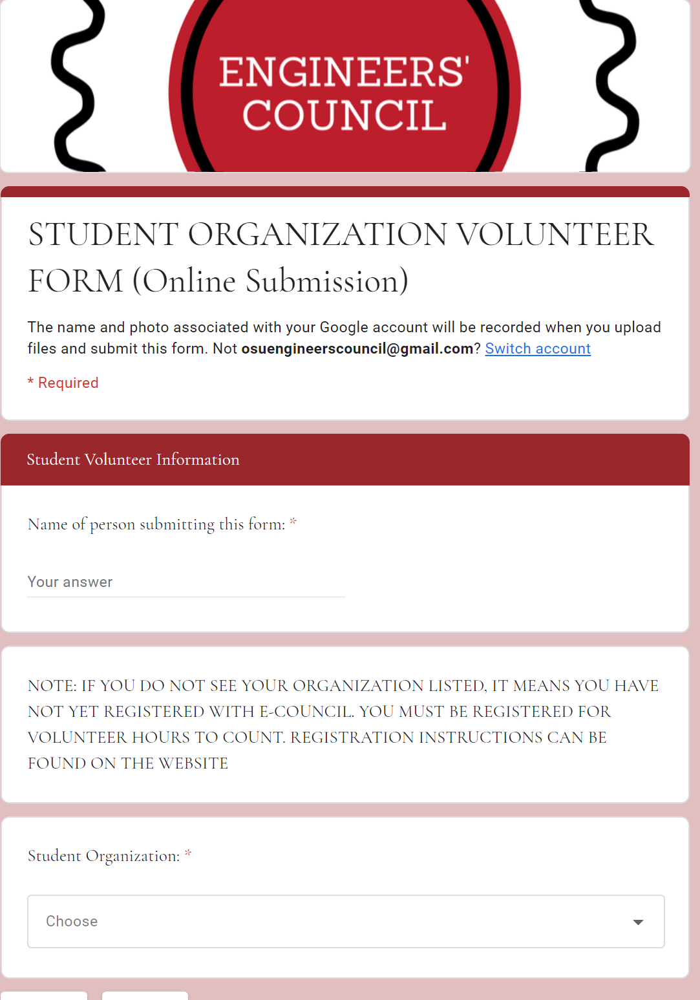 ENGINEERS'
COUNCIL
STUDENT ORGANIZATION VOLUNTEER
FORM (Online Submission)
The name and photo associated with your Google account will be recorded when you upload
files and submit this form. Not osuengineerscouncil@gmail.com? Switch account
* Required
Student Volunteer Information
Name of person submitting this form: *
Your answer
NOTE: IF YOU DO NOT SEE YOUR ORGANIZATION LISTED, IT MEANS YOU HAVE
NOT YET REGISTERED WITH E-COUNCIL. YOU MUST BE REGISTERED FOR
VOLUNTEER HOURS TO COUNT. REGISTRATION INSTRUCTIONS CAN BE
FOUND ON THE WEBSITE
Student Organization: *
Choose